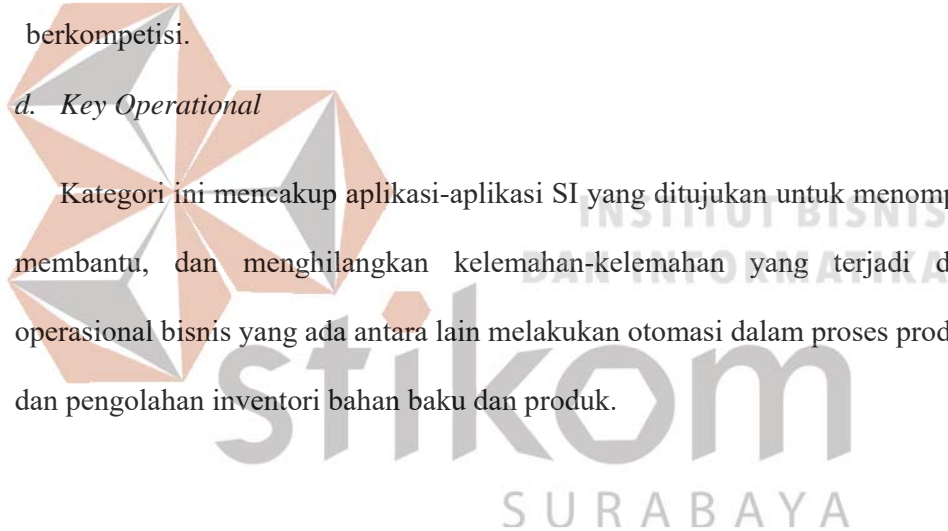 berkompetisi.
d. Key Operational
Kategori ini mencakup aplikasi-aplikasi SI yang ditujukan untuk
INSTITUT BISNIS
membantu, dan menghilangkan kelemahan-kelemahan yang terjadi
DAN INFORMATIKA
operasional bisnis yang ada antara lain melakukan otomasi dalam proses
dan pengolahan inventori bahan baku dan produk.
stikom
SURABAYA